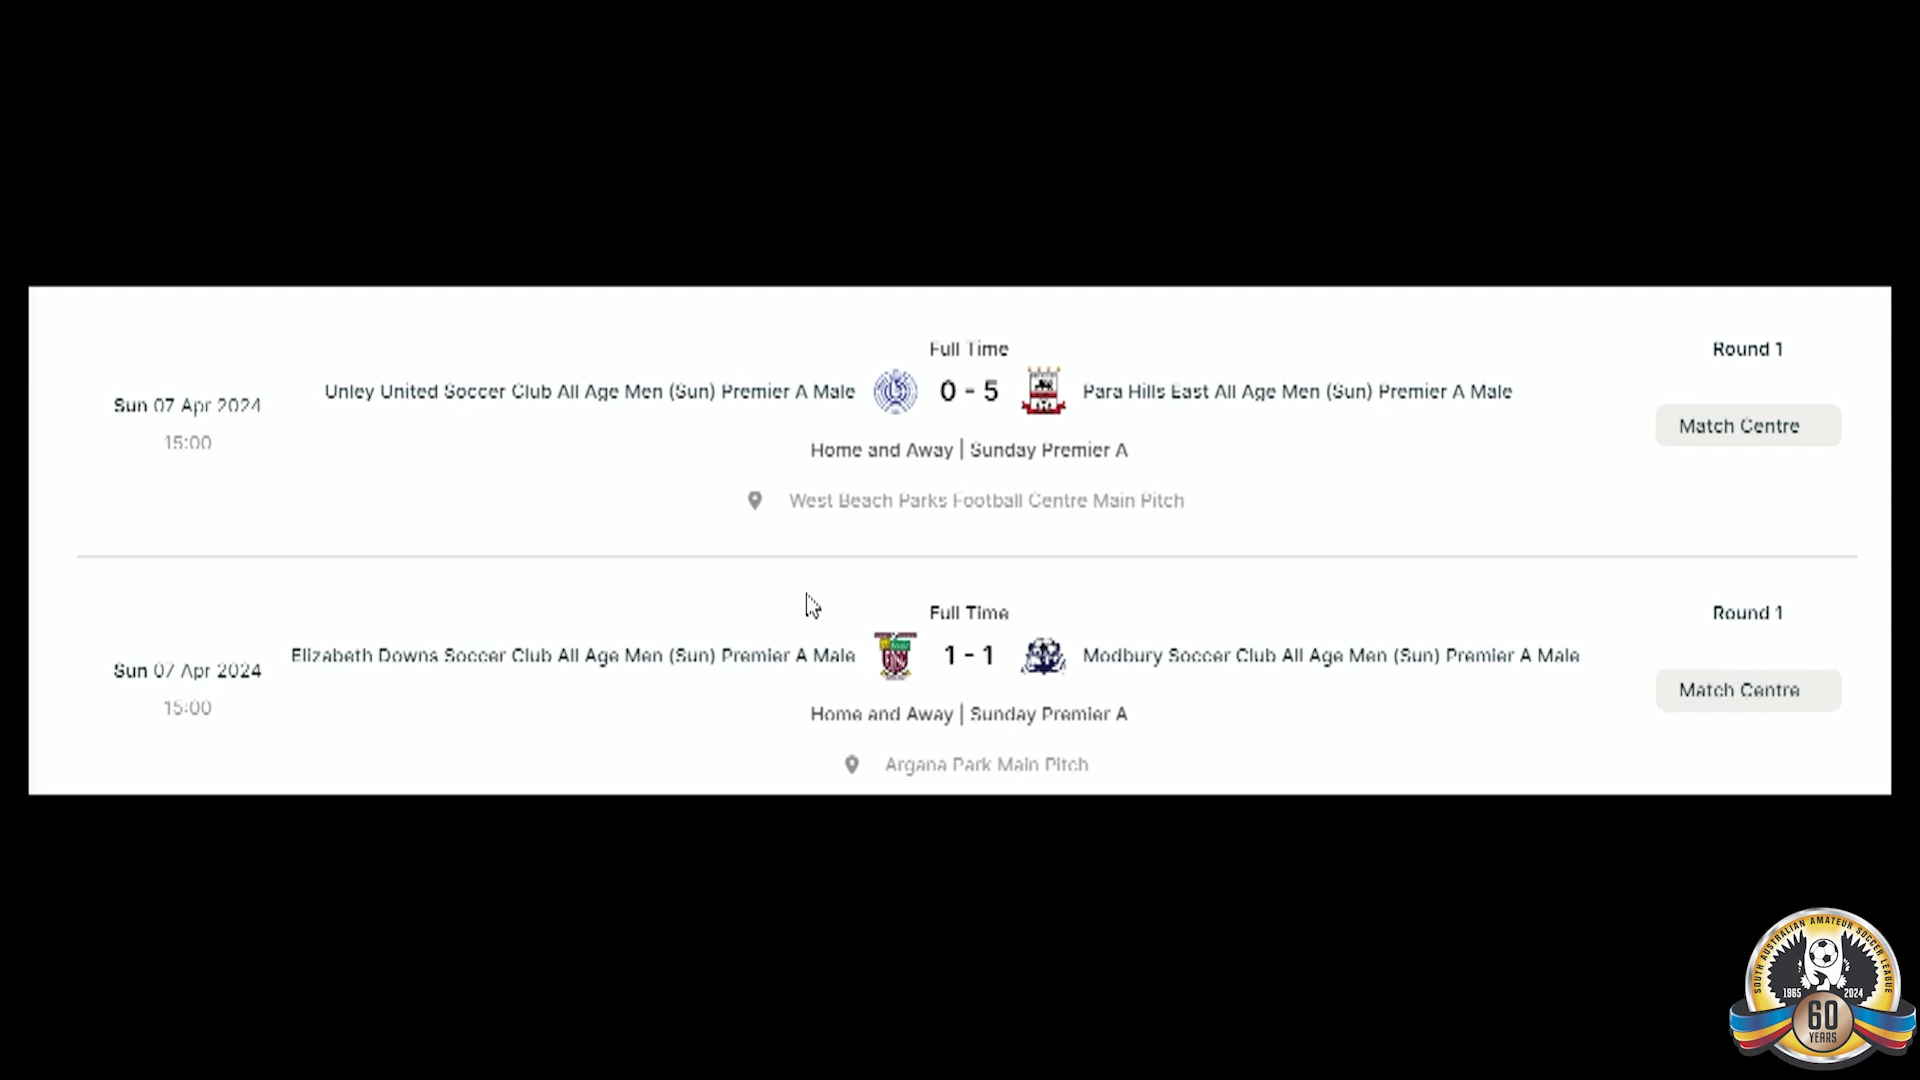 Full Time
Round 1
Sun 07 Apr 2024
15:00
Unley United Soccer Club All Age Men (Sun) Premier A Male
0 - 5
Para Hills East All Age Men (Sun) Premier A Male
Match Centre
Home and Away | Sunday Premier A
West Beach Parks Football Centre Main Pitch
Full Time
Round 1
Sun 07 Apr 2024
15:00
Elizabeth Downs Soccer Club All Age Men (Sun) Premier A Male
1 - 1
Modbury Soccer Club All Age Men (Sun) Premier A Male
Match Centre
Home and Away | Sunday Premier A
Argana Park Main Pitch
SOUTH AUSTRALIAN AMATEUR SOCCER LEAGUE
1965 2024
60
YEARS